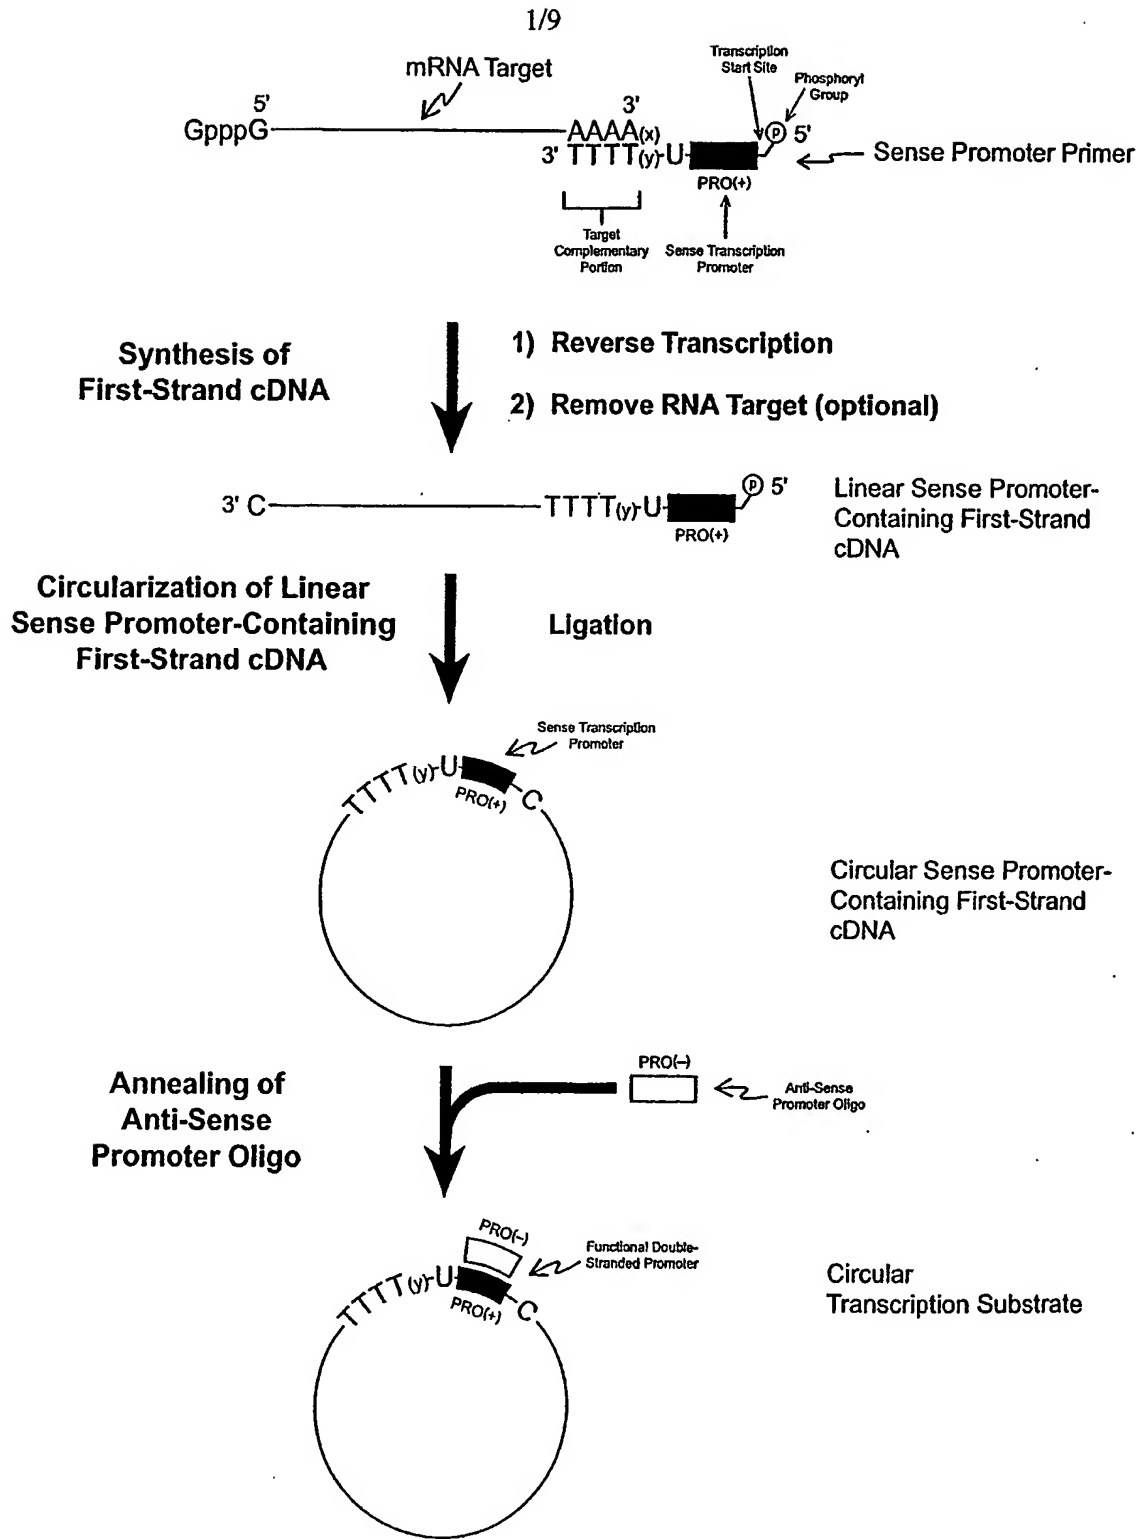 1/9
mRNA Target
Transcription
Start Site
Phosphoryl
Group
5'
GpppG
3'
AAAA(x)
P 5'
3' TTTT(y)-U
PRO(+)
Sense Promoter Primer
Target
Complementary
Portion
Sense Transcription
Promoter
Synthesis of
First-Strand cDNA
1) Reverse Transcription
2) Remove RNA Target (optional)
3' C
TTTT(y)-U
PRO(+)
P 5'
Linear Sense Promoter-
Containing First-Strand
cDNA
Circularization of Linear
Sense Promoter-Containing
First-Strand cDNA
Ligation
Sense Transcription
Promoter
TTTT(y)-U
PRO(+)
C
Circular Sense Promoter-
Containing First-Strand
cDNA
Annealing of
Anti-Sense
Promoter Oligo
PRO(–)
Anti-Sense
Promoter Oligo
PRO(–)
Functional Double-
Stranded Promoter
TTTT(y)-U
PRO(+)
C
Circular
Transcription Substrate